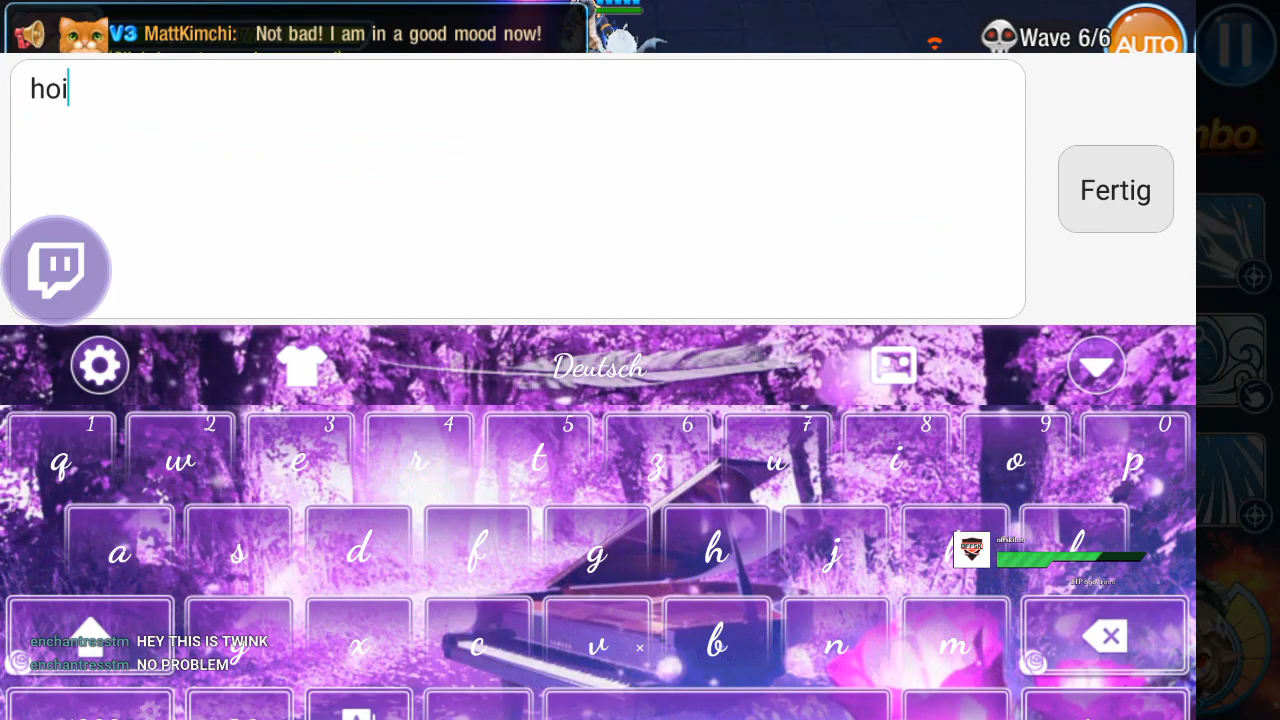 V3 MattKimchi: Not bad! I am in a good mood now!
Wave 6/6
AUTO
hoi
Fertig
Deutsch
1 2 3 4 5 6 7 8 9 0
q w e r t z u i o p
a s d f g h j l
y x c v b n m
enchantresstm HEY THIS IS TWINK
enchantresstm NO PROBLEM